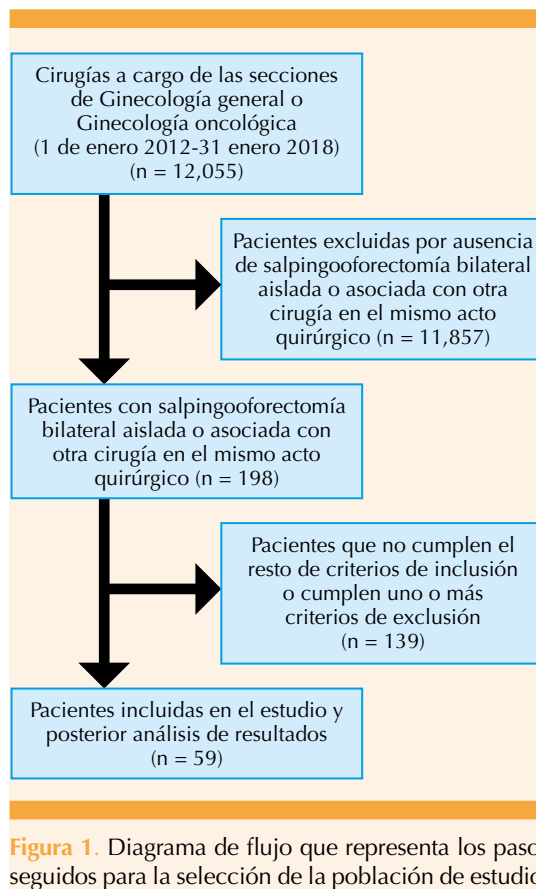 Cirugías a cargo de las secciones
de Ginecología general o
Ginecología oncológica
(1 de enero 2012-31 enero 2018)
(n = 12,055)
Pacientes excluidas por ausencia
de salpingooforectomía bilateral
aislada o asociada con otra
cirugía en el mismo acto
quirúrgico (n = 11,857)
Pacientes con salpingooforectomía
bilateral aislada o asociada con
otra cirugía en el mismo acto
quirúrgico (n = 198)
Pacientes que no cumplen el
resto de criterios de inclusión
o cumplen uno o más
criterios de exclusión
(n = 139)
Pacientes incluidas en el estudio y
posterior análisis de resultados
(n = 59)
Figura 1. Diagrama de flujo que representa los paso
seguidos para la selección de la población de estudio